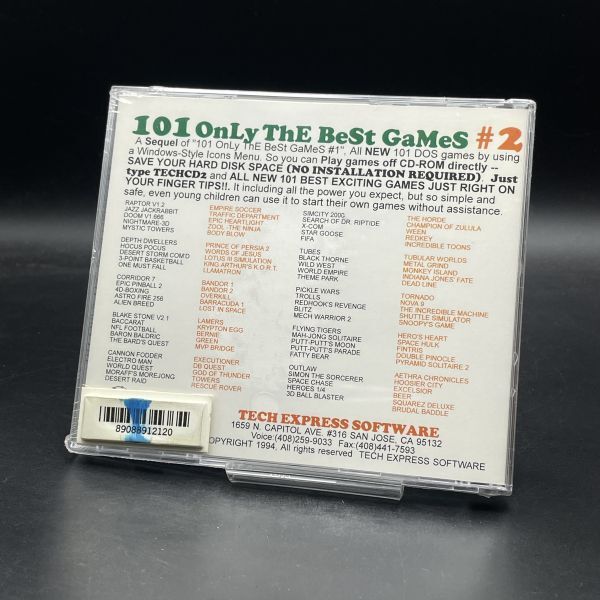 101 OnLy ThE BeSt GaMeS #2
A Sequel of "101 OnLy ThE BeSt GaMeS #1". All NEW 101 DOS games by using
a Windows-Style Icons Menu. So you can Play games off CD-ROM directly --
SAVE YOUR HARD DISK SPACE (NO INSTALLATION REQUIRED). Just
type TECHCD2 and ALL NEW 101 BEST EXCITING GAMES JUST RIGHT ON
YOUR FINGER TIPS!!. It including all the power you expect, but so simple and
safe, even young children can use it to start their own games without assistance.
RAPTOR V1.2
JAZZ JACKRABBIT
DOOM V1.666
NIGHTMARE-3D
MYSTIC TOWERS
DEPTH DWELLERS
HOCUS POCUS
DESERT STORM COM'D
3-POINT BASKETBALL
ONE MUST FALL
CORRIDOR 7
EPIC PINBALL 2
4D-BOXING
ASTRO FIRE 256
ALIEN BREED
BLAKE STONE V2.1
BACCARAT
NFL FOOTBALL
BARON BALDRIC
THE BARD'S QUEST
CANNON FODDER
ELECTRO MAN
WORLD QUEST
MORAFF'S MOREJONG
DESERT RAID
EMPIRE SOCCER
TRAFFIC DEPARTMENT
EPIC HEARTLIGHT
ZOOL -THE NINJA
BODY BLOW
PRINCE OF PERSIA 2
WORDS OF JESUS
LOTUS III SIMULATION
KING ARTHUR'S K.O.R.T.
LLAMATRON
BANDOR 1
BANDOR 2
OVERKILL
BARRACUDA 1
LOST IN SPACE
LAMERS
KRYPTON EGG
BERNIE
GREEN
MVP BRIDGE
EXECUTIONER
DB QUEST
GOD OF THUNDER
TOWERS
RESCUE ROVER
SIMCITY 2000
SEARCH OF DR. RIPTIDE
X-COM
STAR GOOSE
FIFA
TUBES
BLACK THORNE
WILD WEST
WORLD EMPIRE
THEME PARK
PICKLE WARS
TROLLS
REDHOOK'S REVENGE
BLITZ
MECH WARRIOR 2
FLYING TIGERS
MAH-JONG SOLITAIRE
PUTT-PUTT'S MOON
PUTT-PUTT'S PARADE
FATTY BEAR
OUTLAW
SIMON THE SORCERER
SPACE CHASE
HEROES 1/4
3D BALL BLASTER
THE HORDE
CHAMPION OF ZULULA
WEEN
REDKEY
INCREDIBLE TOONS
TUBULAR WORLDS
METAL GRIND
MONKEY ISLAND
INDIANA JONES' FATE
DEAD LINE
TORNADO
NOVA 9
THE INCREDIBLE MACHINE
SHUTTLE SIMULATOR
SNOOPY'S GAME
HERO'S HEART
SPACE HULK
FINTRIS
DOUBLE PINOCLE
PYRAMID SOLITAIRE 2
AETHRA CHRONICLES
HOOSIER CITY
EXCELSIOR
BEER
SQUAREZ DELUXE
BRUDAL BADDLE
TECH EXPRESS SOFTWARE
1659 N. CAPITOL AVE. #316 SAN JOSE, CA 95132
Voice:(408)259-9033 Fax:(408)441-7593
COPYRIGHT 1994, All rights reserved TECH EXPRESS SOFTWARE
89088912120